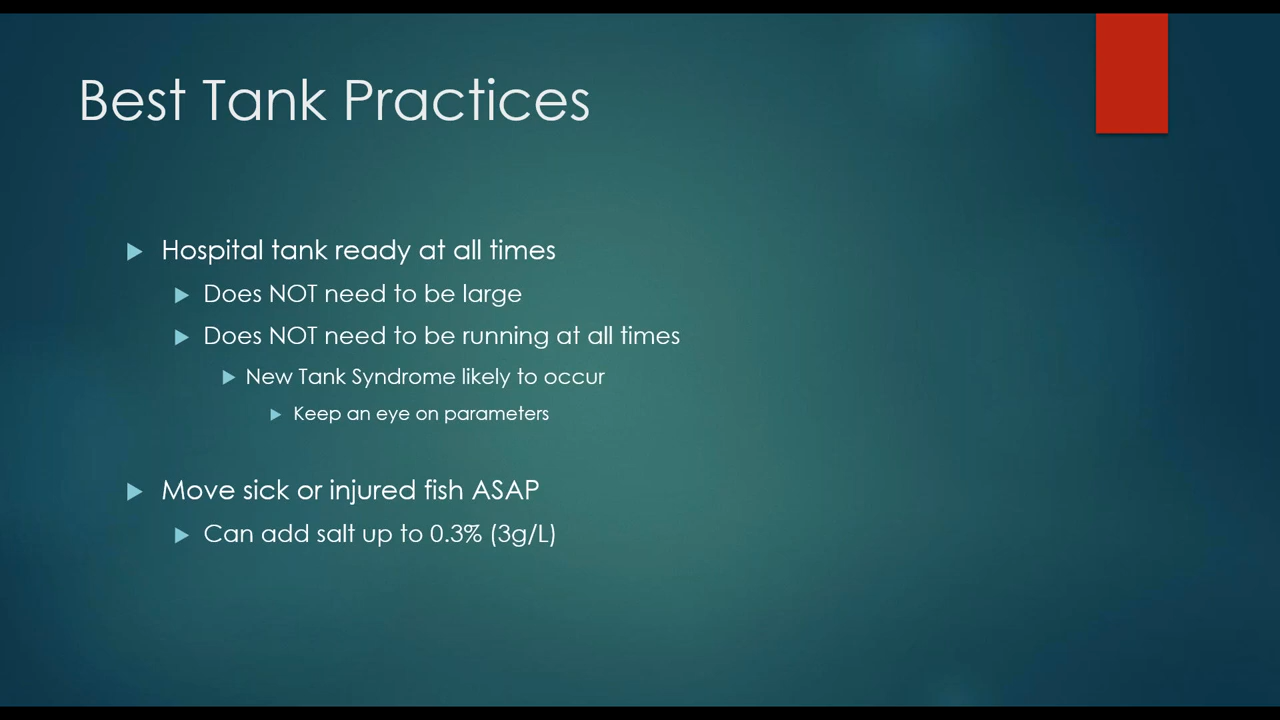 Best Tank Practices
Hospital tank ready at all times
Does NOT need to be large
Does NOT need to be running at all times
New Tank Syndrome likely to occur
Keep an eye on parameters
Move sick or injured fish ASAP
Can add salt up to 0.3% (3g/L)